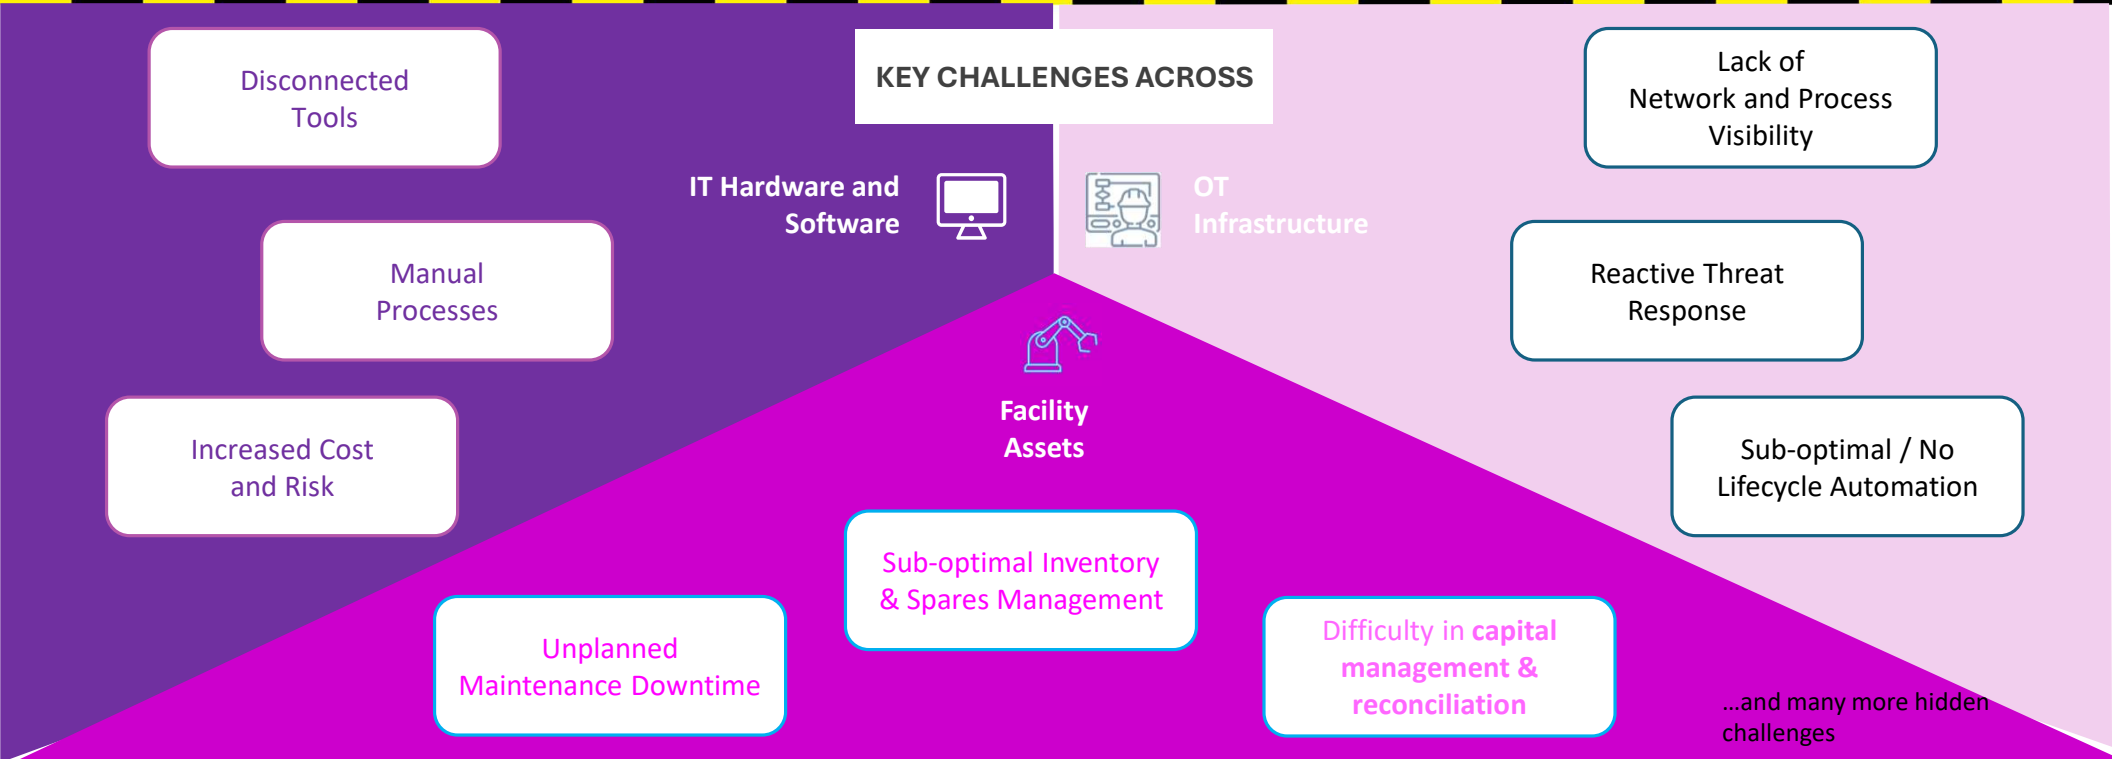 KEY CHALLENGES ACROSS
IT Hardware and
Software
Disconnected
Tools
Manual
Processes
Increased Cost
and Risk
OT
Infrastructure
Lack of
Network and Process
Visibility
Reactive Threat
Response
Sub-optimal / No
Lifecycle Automation
Facility
Assets
Unplanned
Maintenance Downtime
Sub-optimal Inventory
& Spares Management
Difficulty in capital
management &
reconciliation
...and many more hidden
challenges